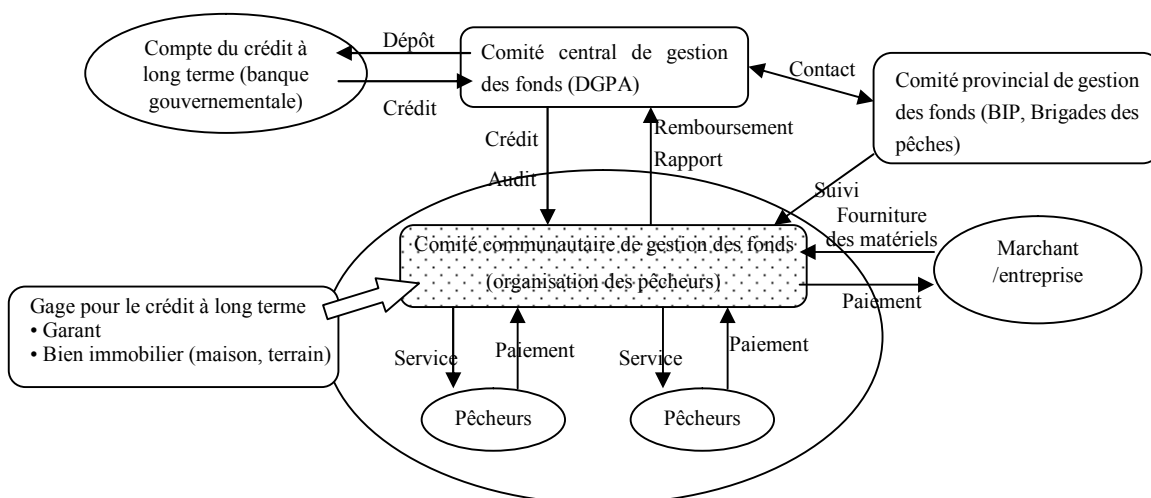 Compte du crédit à
long terme (banque
gouvernementale)
Dépôt
Crédit
Comité central de gestion
des fonds (DGPA)
Contact
Comité provincial de gestion
des fonds (BIP, Brigades des
pêches)
Crédit
Audit
Remboursement
Rapport
Suivi
Fourniture
des matériels
Comité communautaire de gestion des fonds
(organisation des pêcheurs)
Marchant
/entreprise
Paiement
Gage pour le crédit à long terme
• Garant
• Bien immobilier (maison, terrain)
Service
Paiement
Service
Paiement
Pêcheurs
Pêcheurs